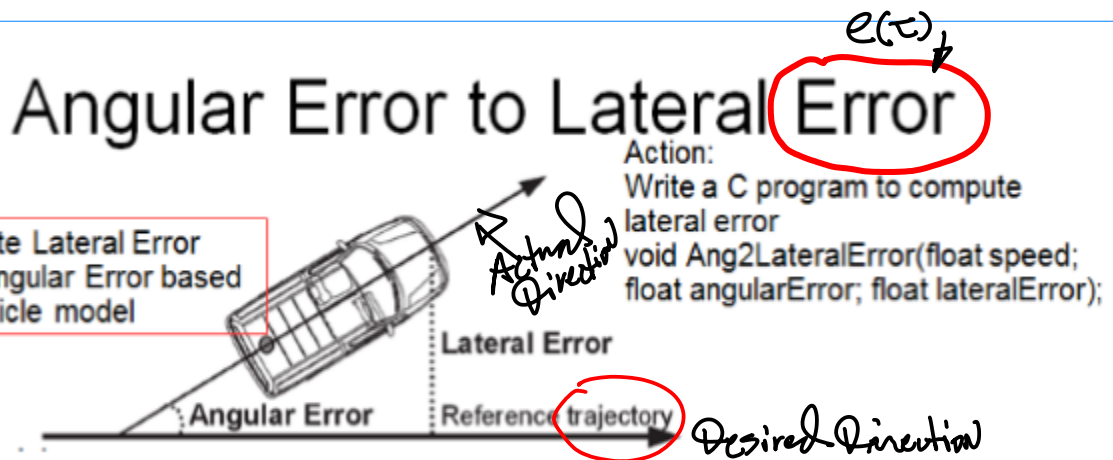 e(τ)
Angular Error to Lateral Error
Action:
Write a C program to compute
lateral error
void Ang2LateralError(float speed;
float angularError; float lateralError);
te Lateral Error
ngular Error based
icle model
Actual
Direction
Lateral Error
Angular Error
Reference trajectory
Desired Direction